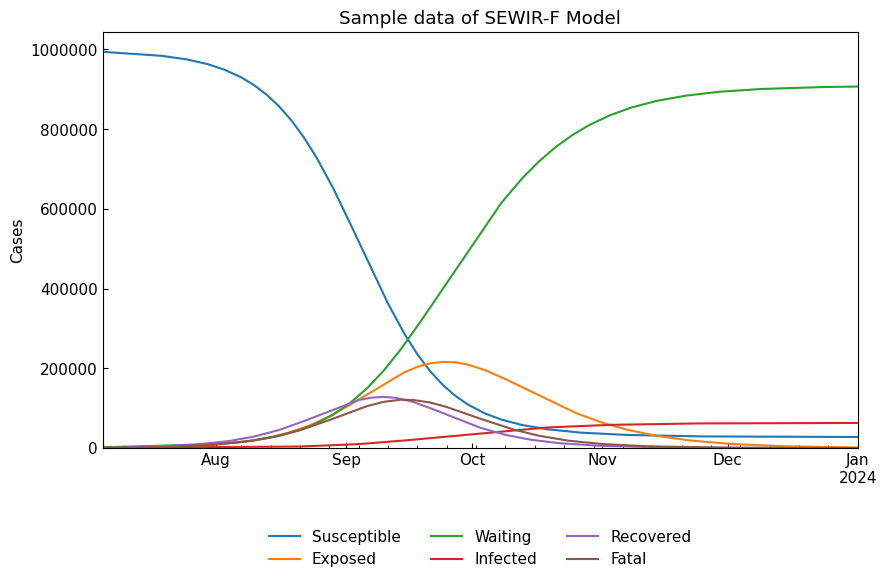 Sample data of SEWIR-F Model
Cases
1000000
800000
600000
400000
200000
0
Aug Sep Oct Nov Dec Jan
2024
Susceptible Waiting Recovered
Exposed Infected Fatal